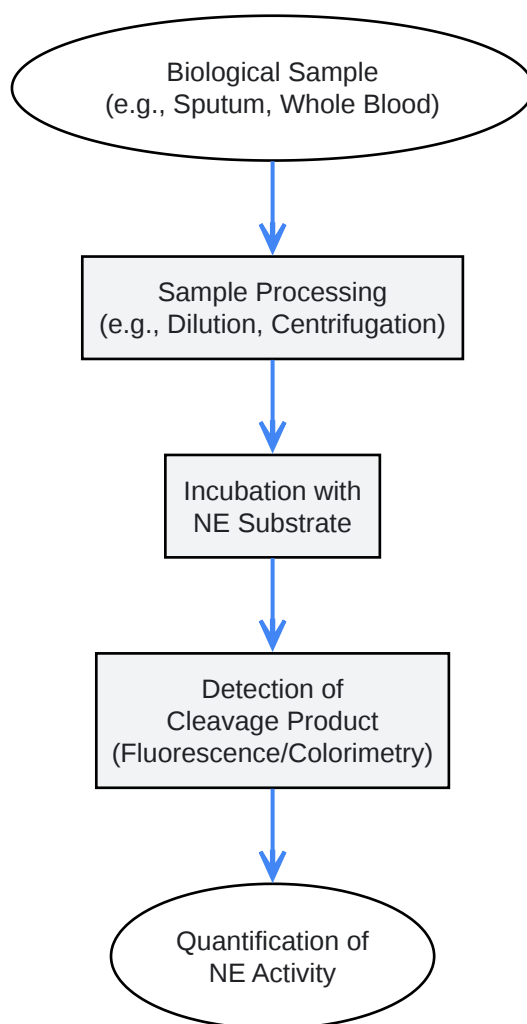 Biological Sample
(e.g., Sputum, Whole Blood)
Sample Processing
(e.g., Dilution, Centrifugation)
Incubation with
NE Substrate
Detection of
Cleavage Product
(Fluorescence/Colorimetry)
Quantification of
NE Activity